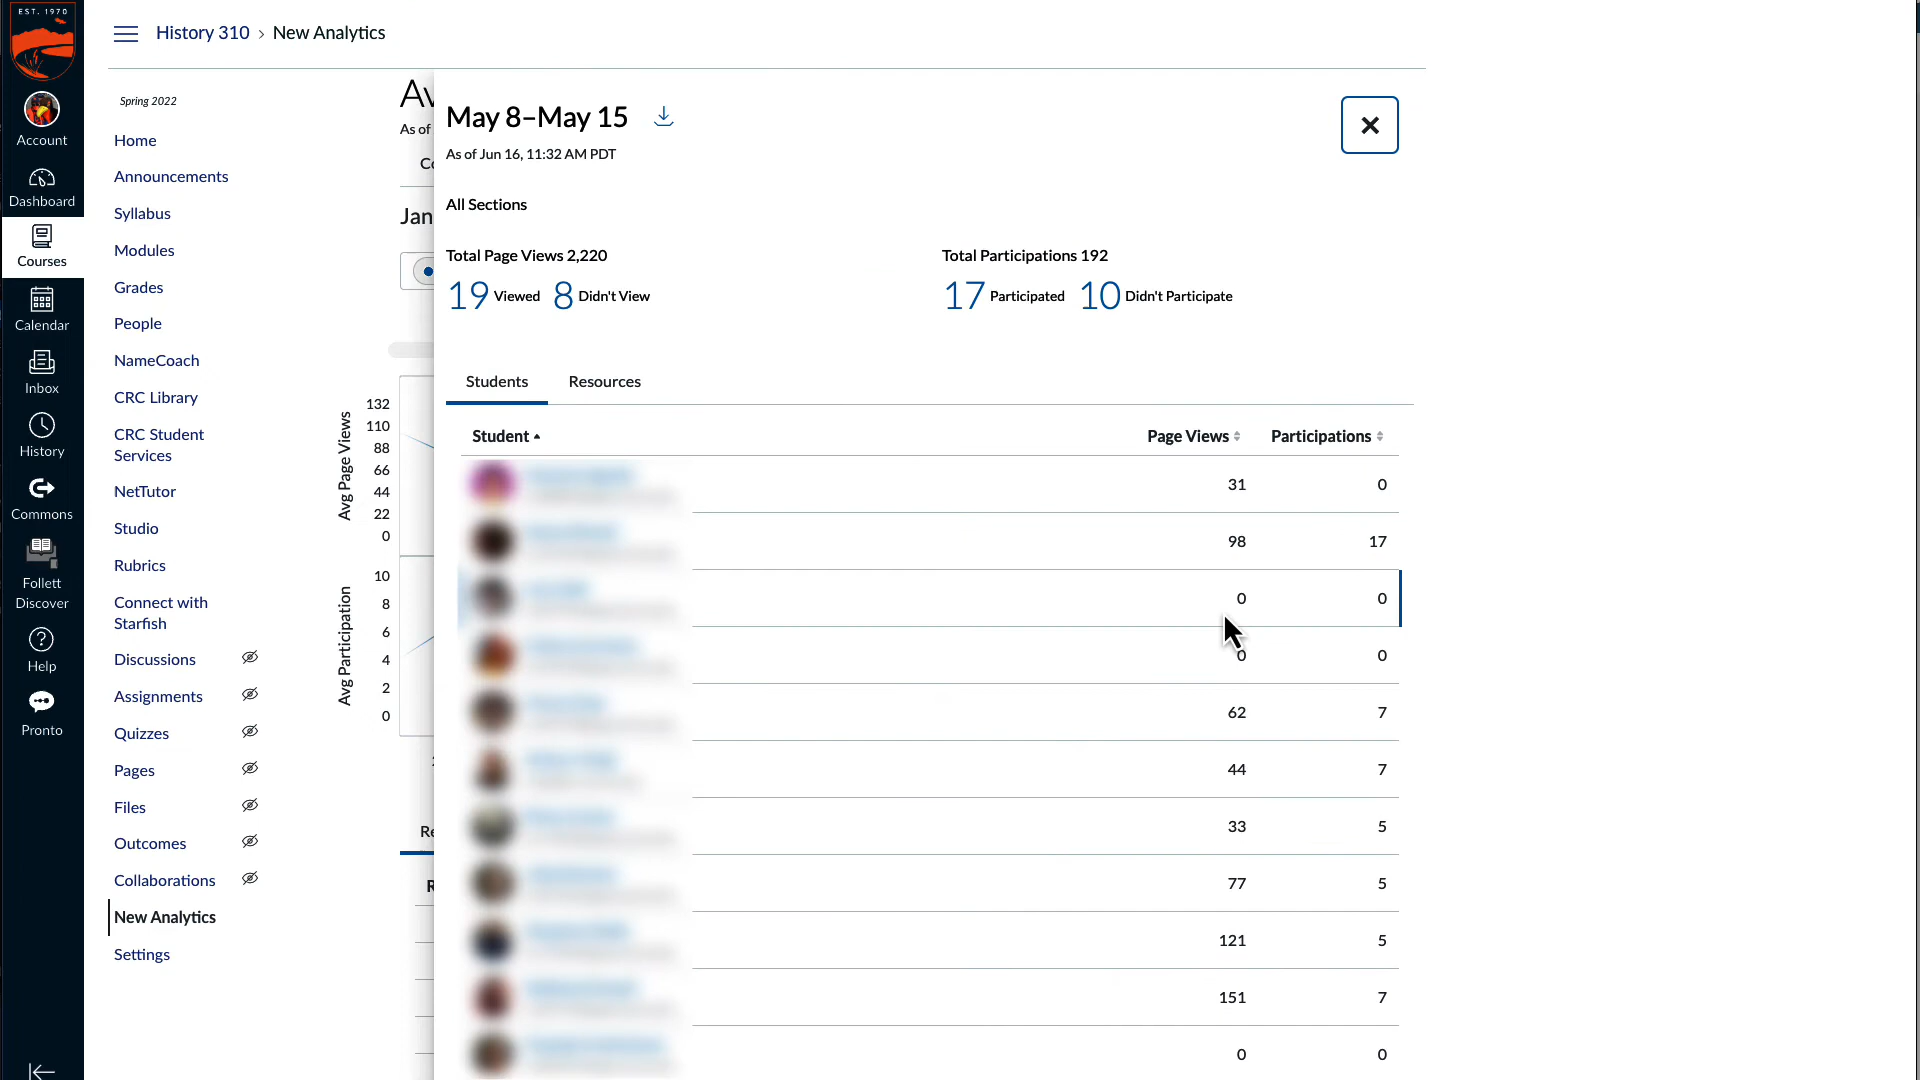 EST. 1970
Account
Dashboard
Courses
Calendar
Inbox
History
Commons
Follett
Discover
Help
Pronto
History 310 › New Analytics
Spring 2022
Home
Announcements
Syllabus
Modules
Grades
People
NameCoach
CRC Library
CRC Student
Services
NetTutor
Studio
Rubrics
Connect with
Starfish
Discussions
Assignments
Quizzes
Pages
Files
Outcomes
Collaborations
New Analytics
Settings
Av
As of
Co
Jan
Avg Page Views
132
110
88
66
44
22
0
Avg Participation
10
8
6
4
2
0
Re
R
May 8–May 15
As of Jun 16, 11:32 AM PDT
All Sections
Total Page Views 2,220
19 Viewed 8 Didn't View
Total Participations 192
17 Participated 10 Didn't Participate
Students Resources
Student Page Views Participations
31 0
98 17
0 0
0 0
62 7
44 7
33 5
77 5
121 5
151 7
0 0